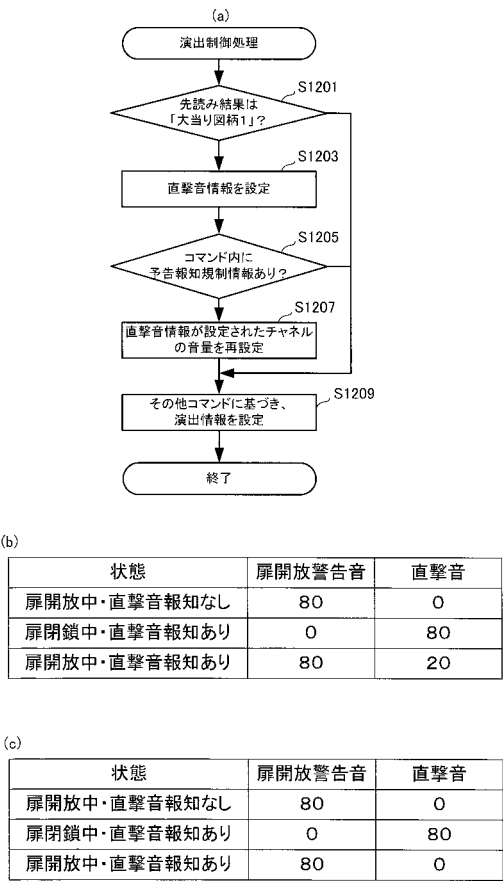 (a)
演出制御処理
S1201
先読み結果は
「大当り図柄1」?
S1203
直撃音情報を設定
S1205
コマンド内に
予告報知規制情報あり?
S1207
直撃音情報が設定されたチャネル
の音量を再設定
S1209
その他コマンドに基づき、
演出情報を設定
終了
(b)
状態 扉開放警告音 直撃音
扉開放中・直撃音報知なし 80 0
扉閉鎖中・直撃音報知あり 0 80
扉開放中・直撃音報知あり 80 20
(c)
状態 扉開放警告音 直撃音
扉開放中・直撃音報知なし 80 0
扉閉鎖中・直撃音報知あり 0 80
扉開放中・直撃音報知あり 80 0